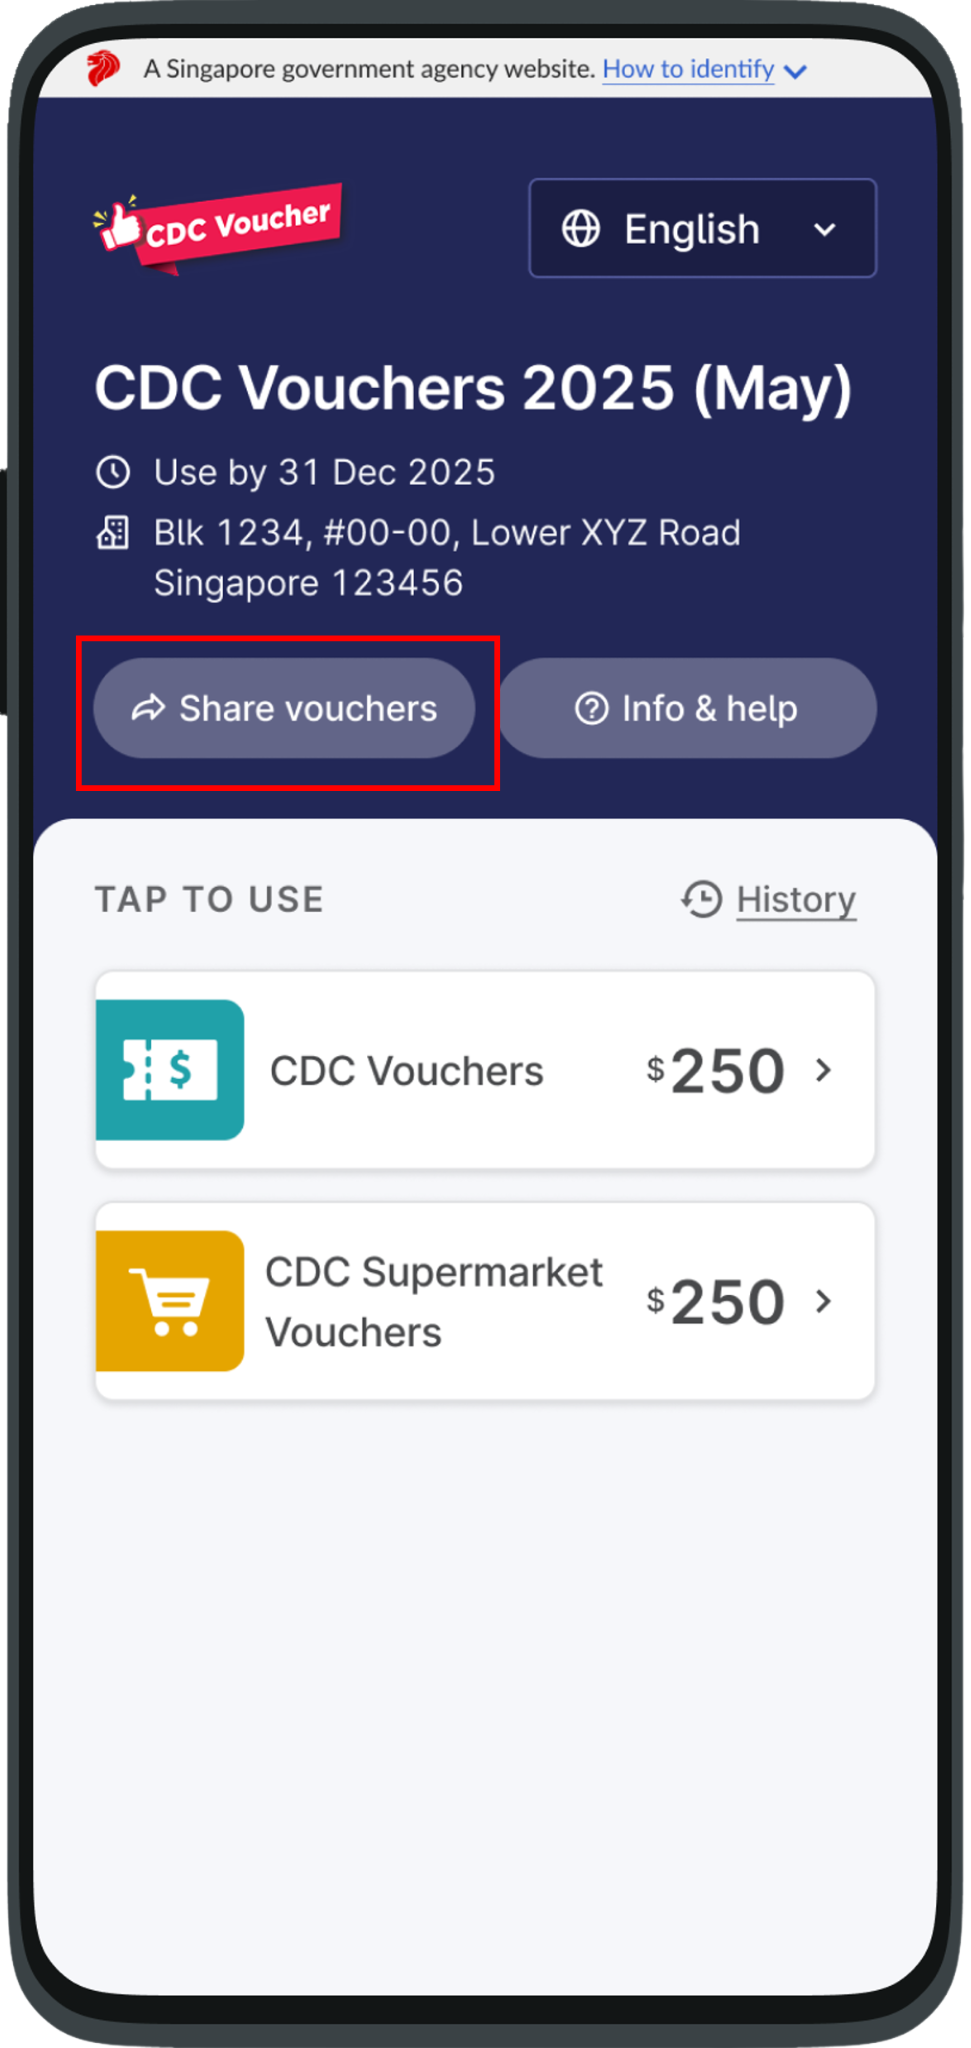 A Singapore government agency website. How to identify
CDC Voucher
English
CDC Vouchers 2025 (May)
Use by 31 Dec 2025
Blk 1234, #00-00, Lower XYZ Road
Singapore 123456
Share vouchers
Info & help
TAP TO USE
History
CDC Vouchers
$250
CDC Supermarket
Vouchers
$250